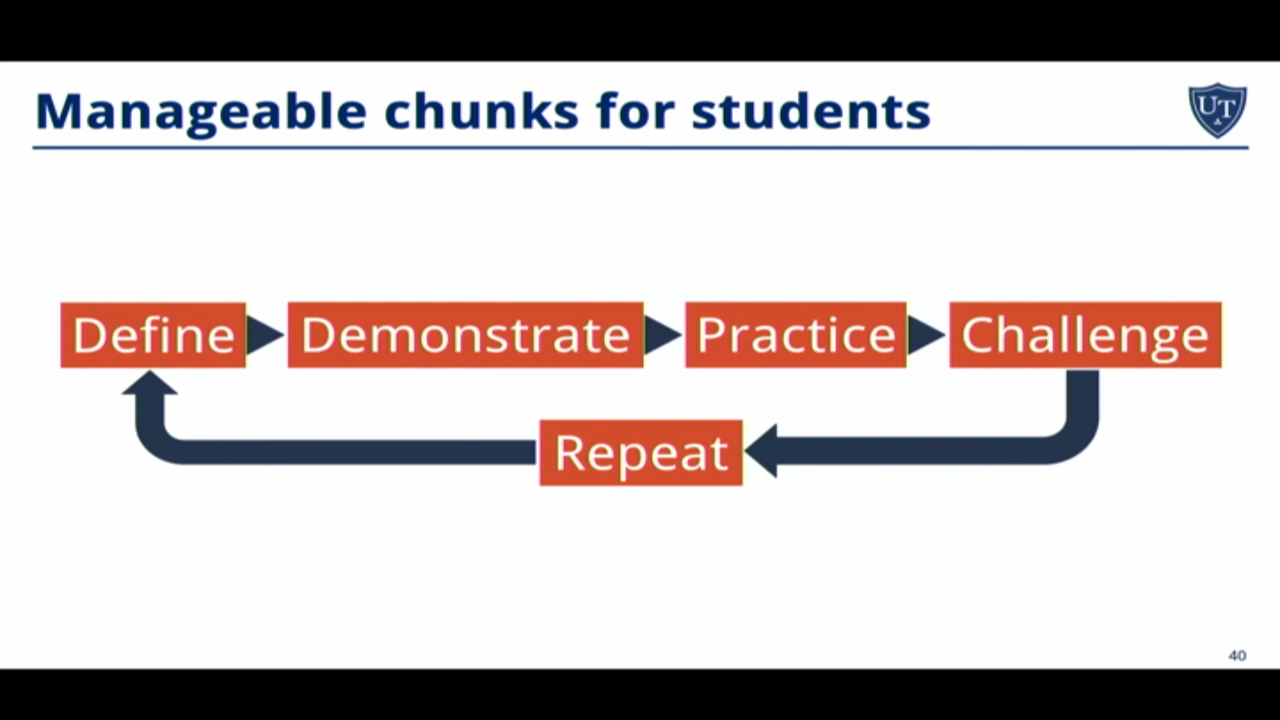 Manageable chunks for students
UT
Define
Demonstrate
Practice
Challenge
Repeat
40